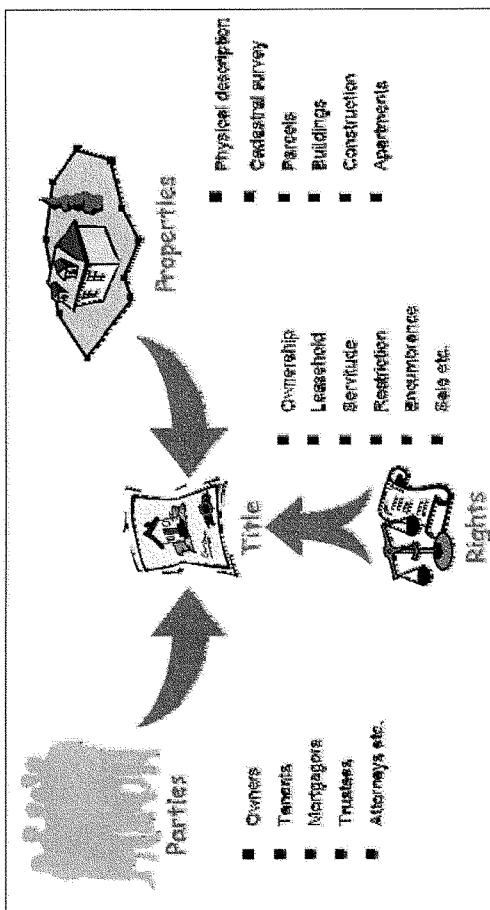 Parties
Owners
Tenants
Mortgagors
Trustees
Attorneys etc.
Title
Rights
Ownership
Leasehold
Servitude
Restriction
Encumbrance
Sale etc.
Properties
Physical description
Cadastral survey
Parcels
Buildings
Construction
Apartments